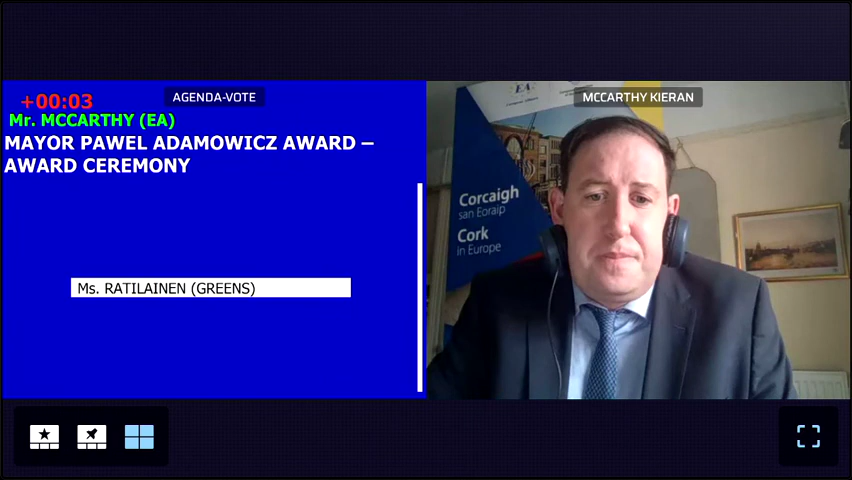 +00:03
AGENDA-VOTE
Mr. MCCARTHY (EA)
MAYOR PAWEL ADAMOWICZ AWARD –
AWARD CEREMONY
Ms. RATILAINEN (GREENS)
MCCARTHY KIERAN
EA
Corcaigh
san Eoraip
Cork
in Europe